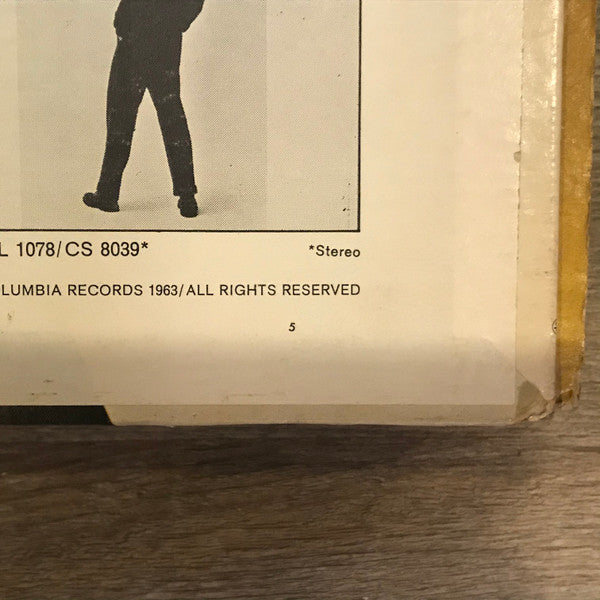 L 1078/CS 8039*
*Stereo
LUMBIA RECORDS 1963/ALL RIGHTS RESERVED
5